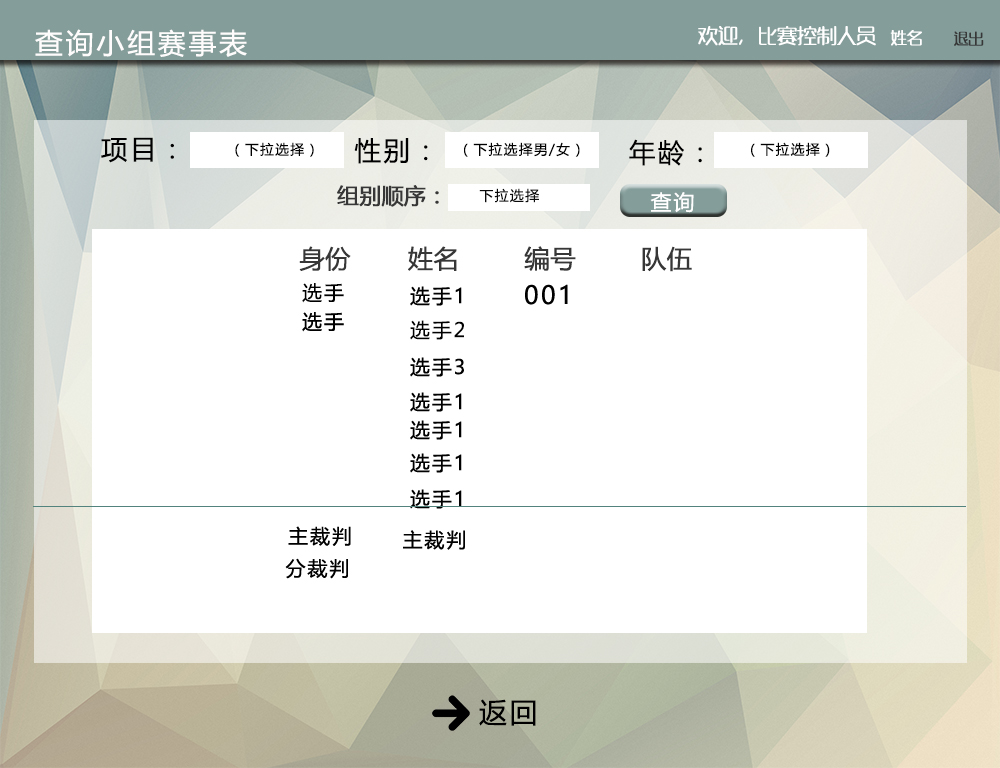 查询小组赛事表
欢迎，比赛控制人员 姓名 退出
项目：（下拉选择） 性别：（下拉选择男/女） 年龄：（下拉选择）
组别顺序：下拉选择 查询
身份 姓名 编号 队伍
选手 选手1 001
选手 选手2
选手3
选手1
选手1
选手1
选手1
主裁判 主裁判
分裁判
返回